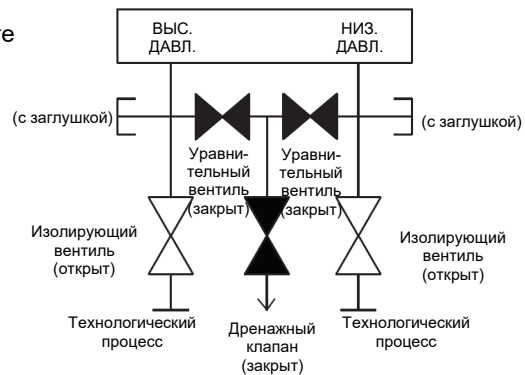 те
ВЫС.
ДАВЛ.
НИЗ.
ДАВЛ.
(с заглушкой)
(с заглушкой)
Уравни-
тельный
вентиль
(закрыт)
Уравни-
тельный
вентиль
(закрыт)
Изолирующий
вентиль
(открыт)
Изолирующий
вентиль
(открыт)
Технологический
процесс
Дренажный
клапан
(закрыт)
Технологический
процесс